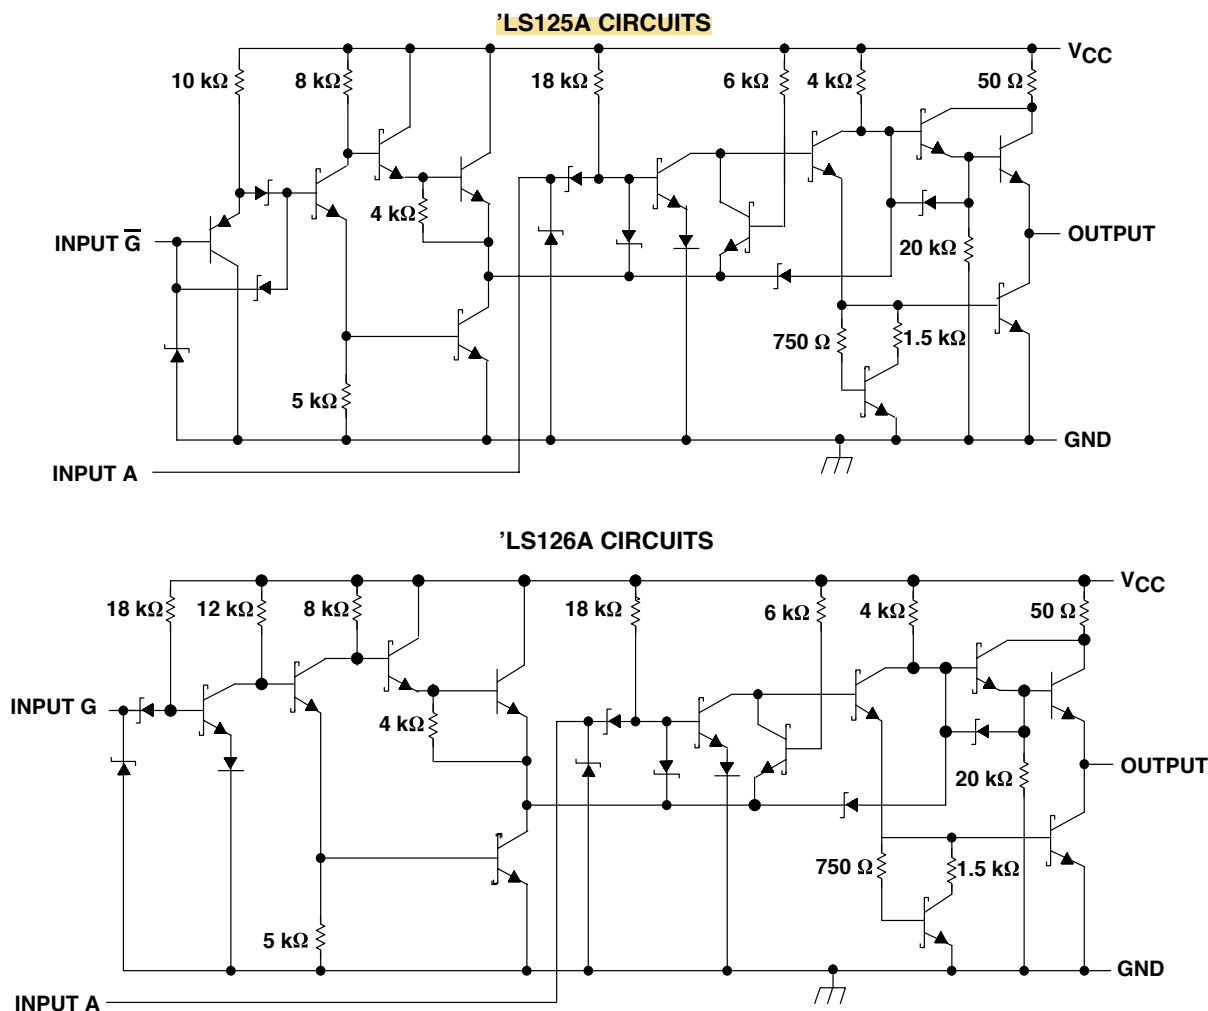 ’LS125A CIRCUITS
VCC
10 kΩ 8 kΩ 18 kΩ 6 kΩ 4 kΩ 50 Ω
4 kΩ
INPUT G̅
20 kΩ
OUTPUT
750 Ω 1.5 kΩ
5 kΩ
GND
INPUT A
’LS126A CIRCUITS
VCC
18 kΩ 12 kΩ 8 kΩ 18 kΩ 6 kΩ 4 kΩ 50 Ω
INPUT G
4 kΩ
20 kΩ
OUTPUT
750 Ω 1.5 kΩ
5 kΩ
GND
INPUT A